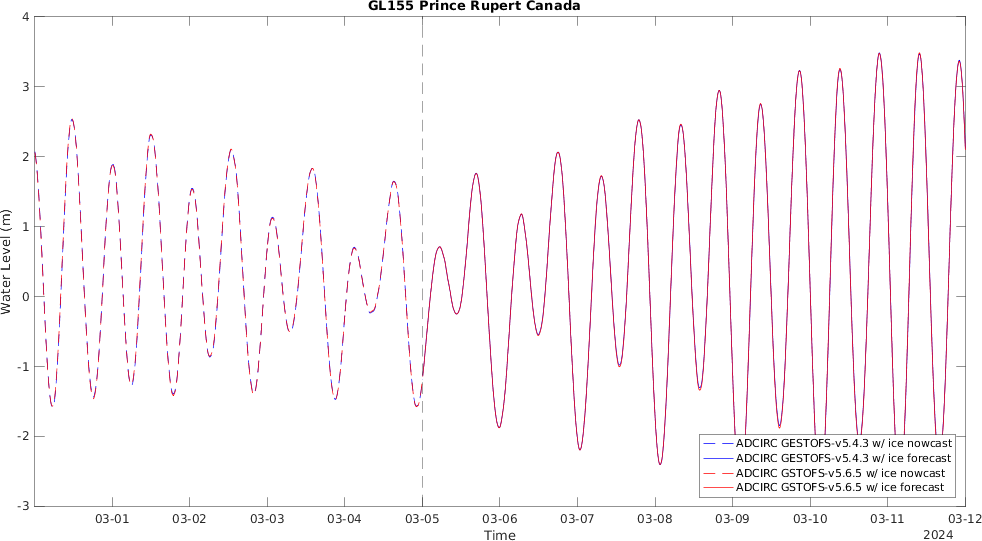 GL155 Prince Rupert Canada
4
3
2
1
0
-1
-2
-3
Water Level (m)
ADCIRC GESTOFS-v5.4.3 w/ ice nowcast
ADCIRC GESTOFS-v5.4.3 w/ ice forecast
ADCIRC GSTOFS-v5.6.5 w/ ice nowcast
ADCIRC GSTOFS-v5.6.5 w/ ice forecast
03-01 03-02 03-03 03-04 03-05 03-06 03-07 03-08 03-09 03-10 03-11 03-12
Time
2024